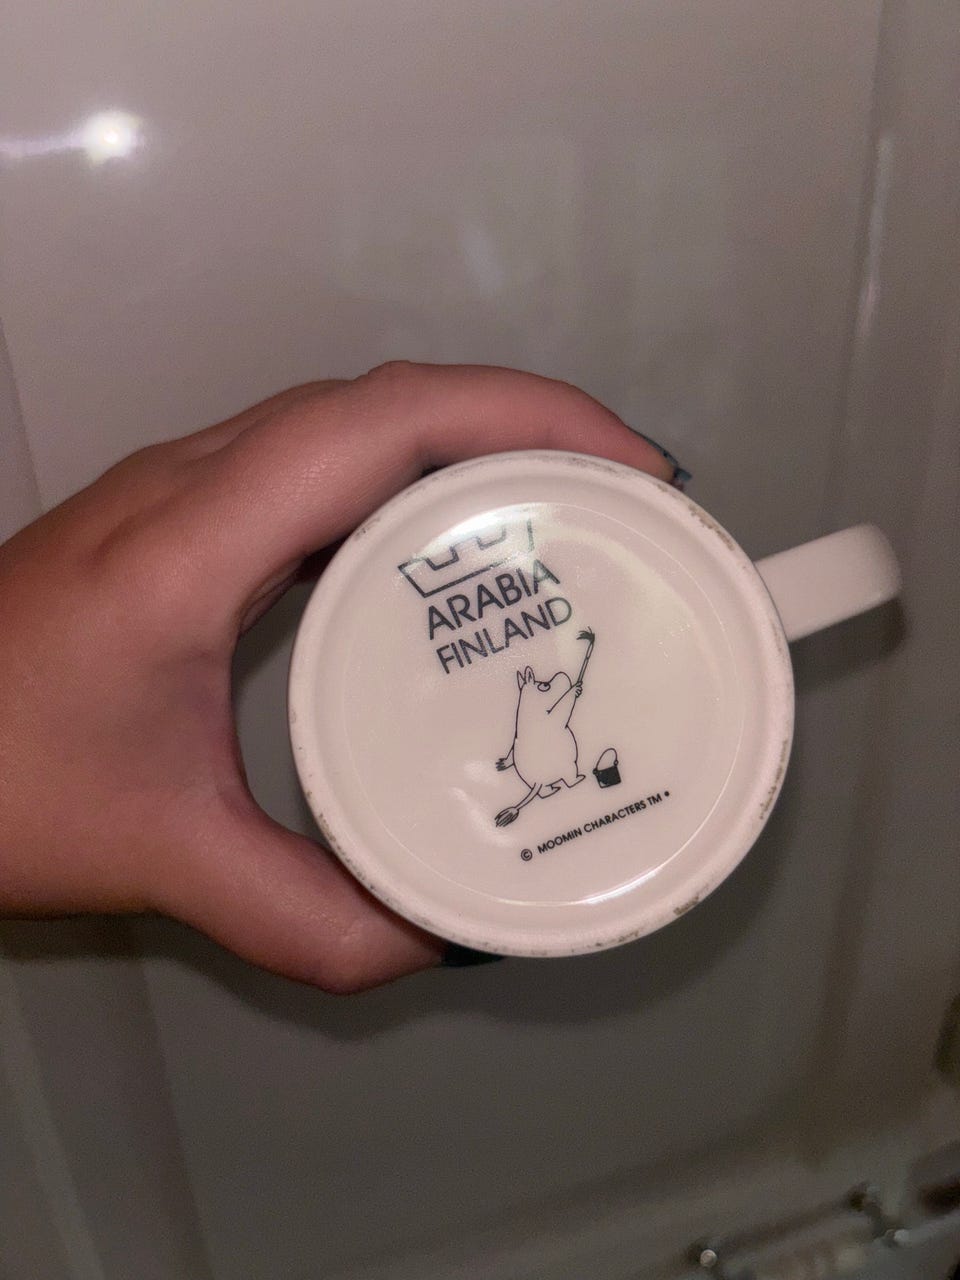 ARABIA
FINLAND
© MOOMIN CHARACTERS TM •